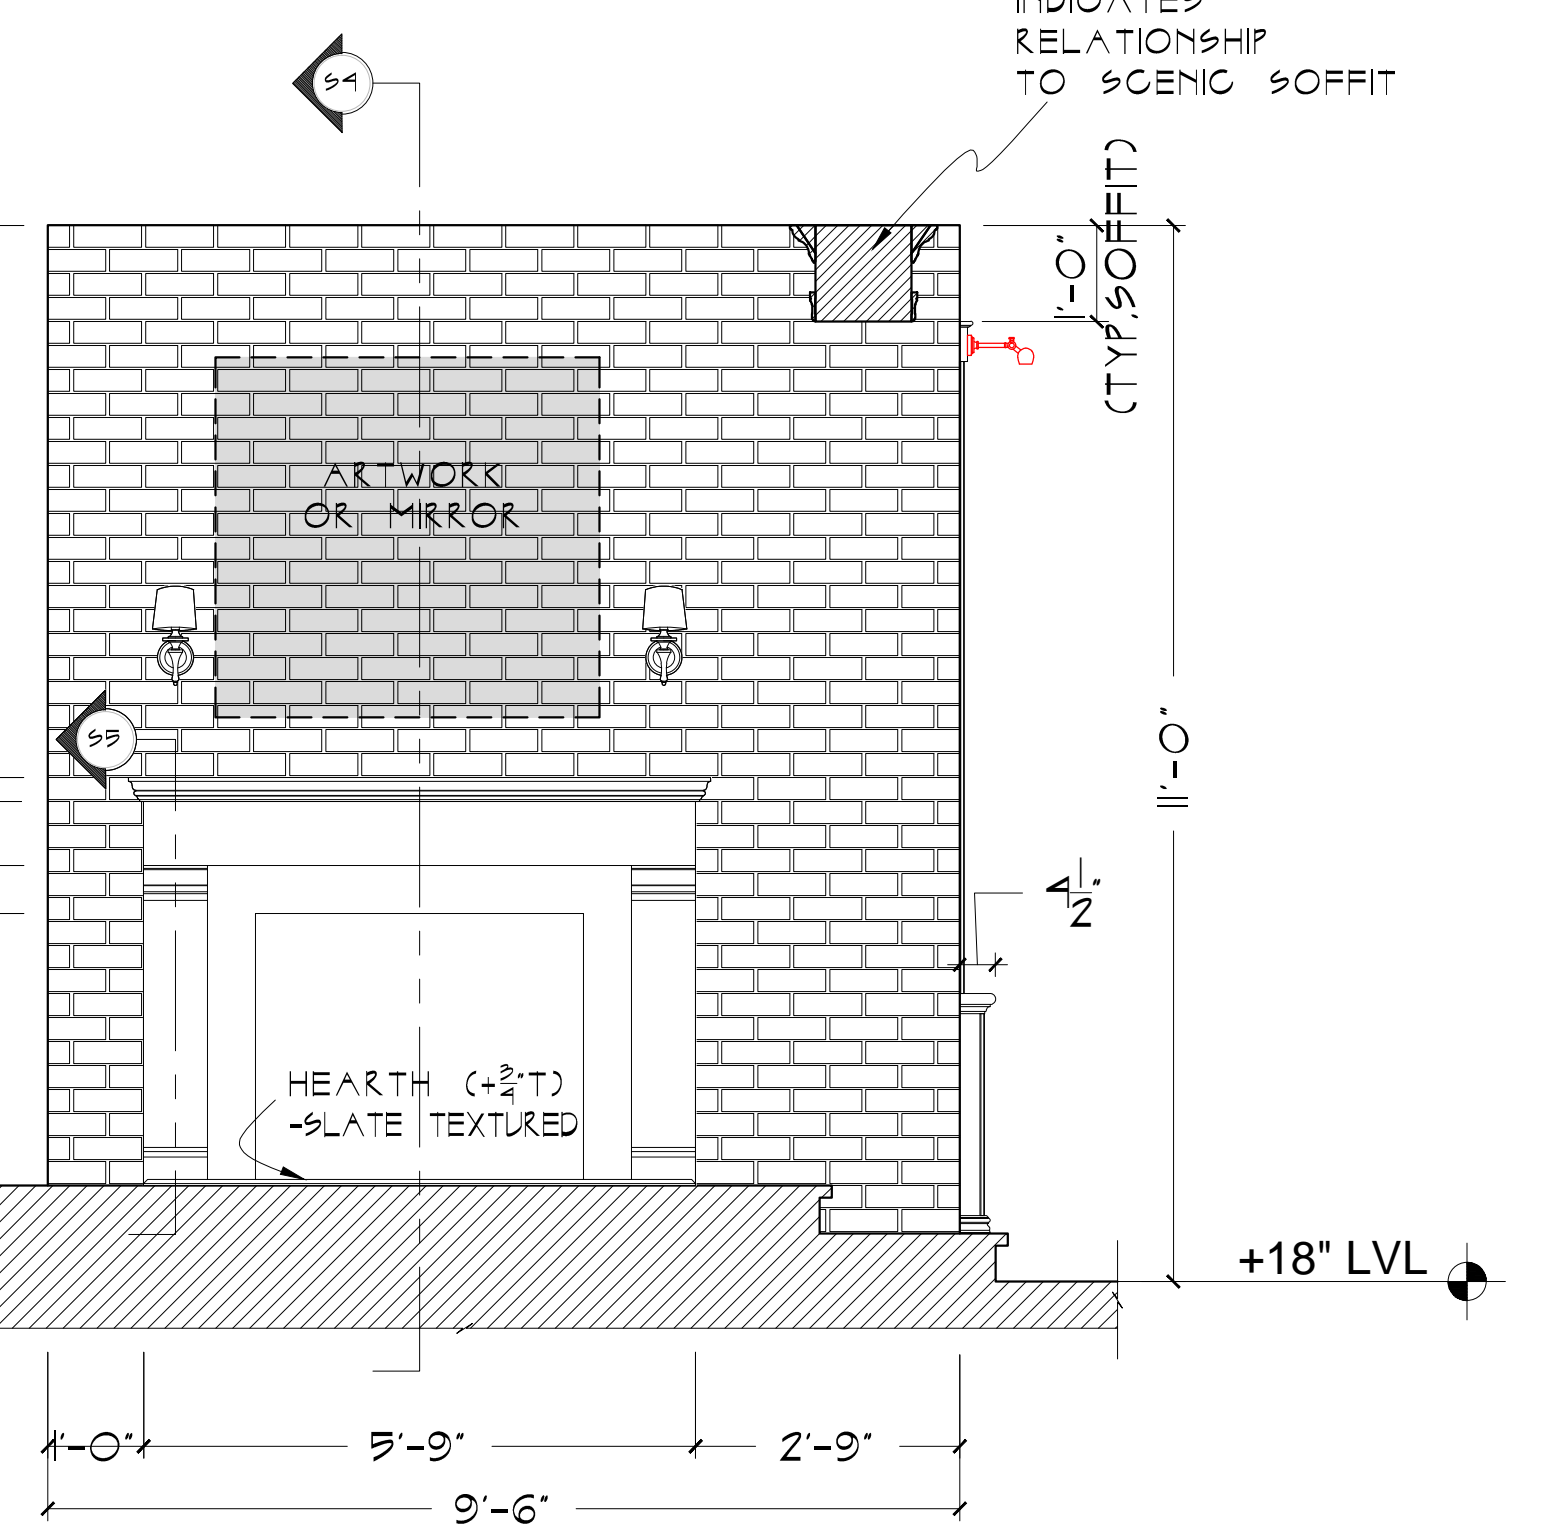 INDICATES
RELATIONSHIP
TO SCENIC SOFFIT
S4
1'-0"
(TYP. SOFFIT)
ARTWORK
OR MIRROR
S5
11'-0"
4 1/2"
HEARTH (+3/4"T)
-SLATE TEXTURED
+18" LVL
1'-0"
5'-9"
2'-9"
9'-6"